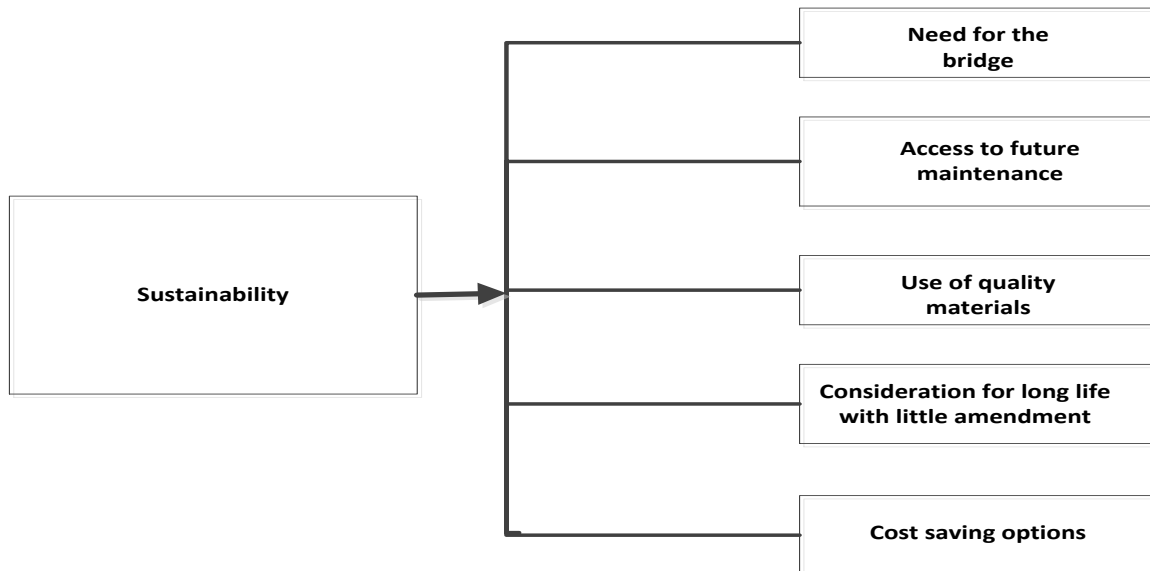 Need for the
bridge
Access to future
maintenance
Sustainability
Use of quality
materials
Consideration for long life
with little amendment
Cost saving options